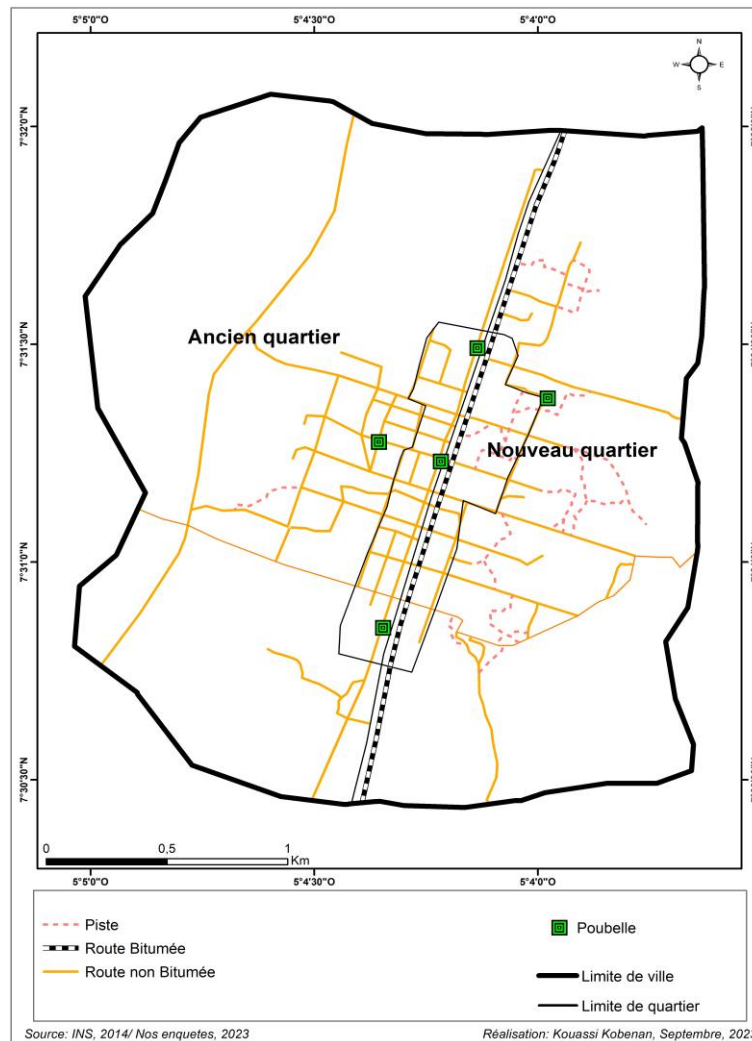 5°5'0"O 5°4'30"O 5°4'0"O
N
W E
S
7°32'0"N
Ancien quartier
7°31'30"N
Nouveau quartier
7°31'0"N
7°30'30"N
0 0,5 1
Km
5°5'0"O 5°4'30"O 5°4'0"O
Piste
Poubelle
Route Bitumée
Route non Bitumée
Limite de ville
Limite de quartier
Source: INS, 2014/ Nos enquetes, 2023
Réalisation: Kouassi Kobenan, Septembre, 2023